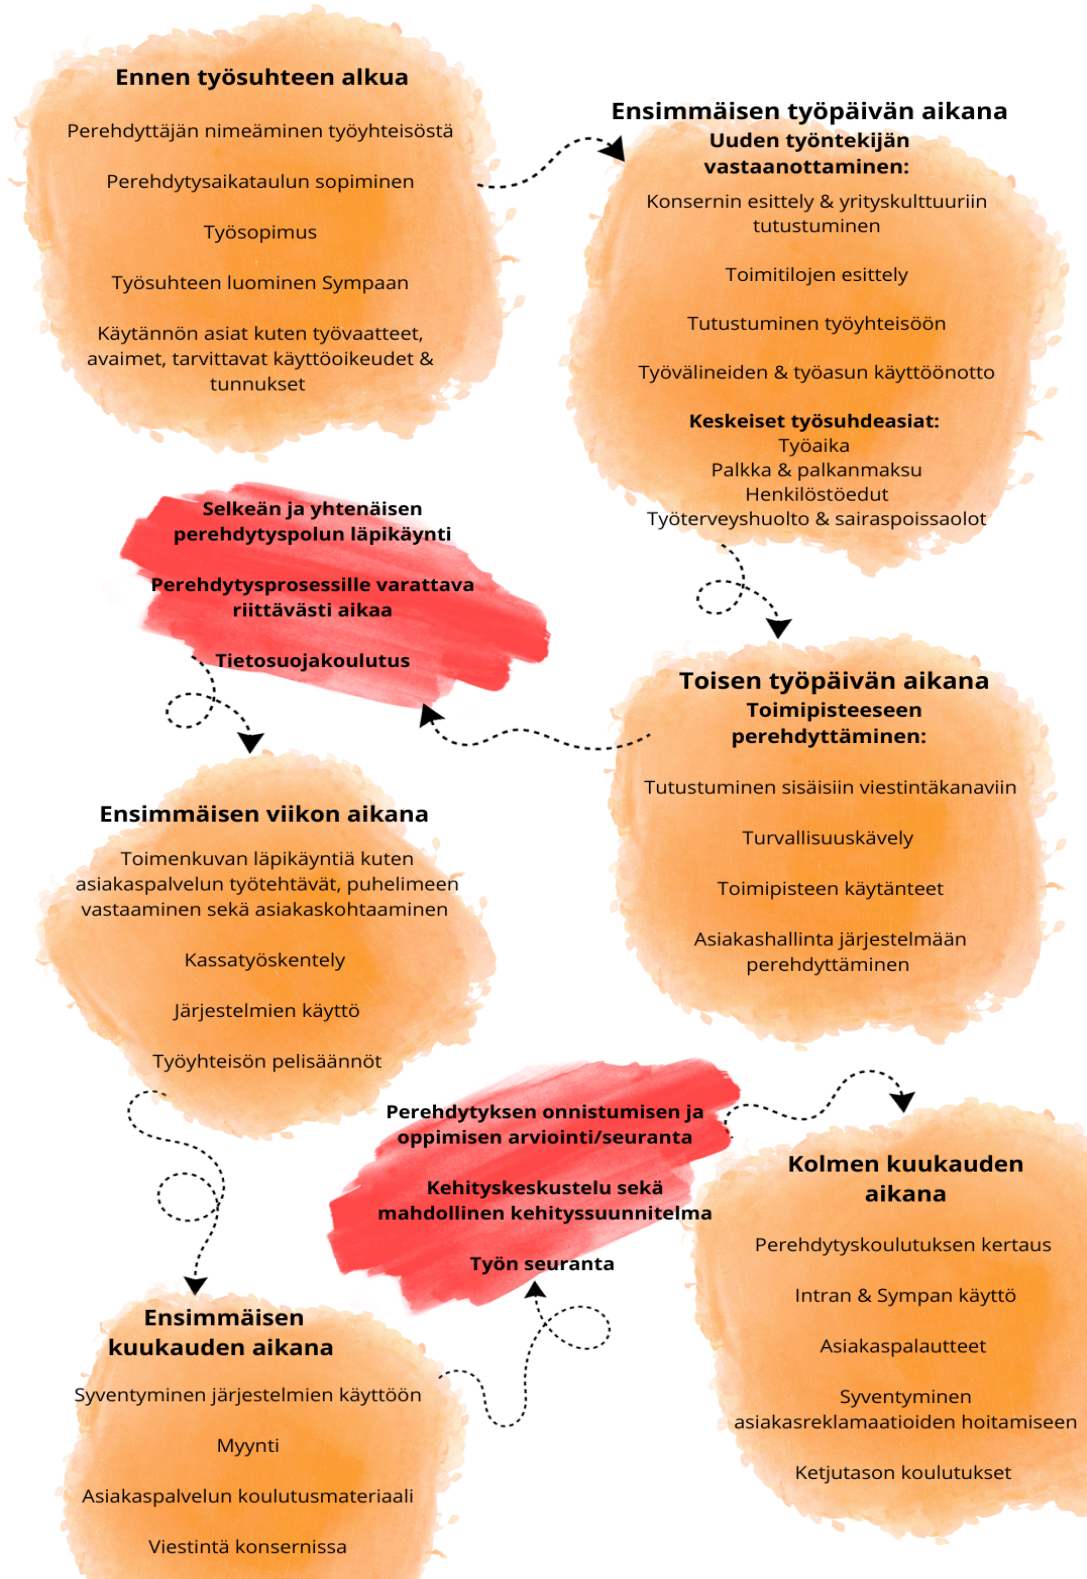 Ennen työsuhteen alkua
Perehdyttäjän nimeäminen työyhteisöstä
Perehdytysaikataulun sopiminen
Työsopimus
Työsuhteen luominen Sympaan
Käytännön asiat kuten työvaatteet,
avaimet, tarvittavat käyttöoikeudet &
tunnukset
Ensimmäisen työpäivän aikana
Uuden työntekijän
vastaanottaminen:
Konsernin esittely & yrityskulttuuriin
tutustuminen
Toimitilojen esittely
Tutustuminen työyhteisöön
Työvälineiden & työasun käyttöönotto
Keskeiset työsuhdeasiat:
Työaika
Palkka & palkanmaksu
Henkilöstöedut
Työterveyshuolto & sairaspoissaolot
Toisen työpäivän aikana
Toimipisteeseen
perehdyttäminen:
Tutustuminen sisäisiin viestintäkanaviin
Turvallisuuskävely
Toimipisteen käytänteet
Asiakashallinta järjestelmään
perehdyttäminen
Selkeän ja yhtenäisen
perehdytyspolun läpikäynti
Perehdytysprosessille varattava
riittävästi aikaa
Tietosuojakoulutus
Ensimmäisen viikon aikana
Toimenkuvan läpikäyntiä kuten
asiakaspalvelun työtehtävät, puhelimeen
vastaaminen sekä asiakaskohtaaminen
Kassatyöskentely
Järjestelmien käyttö
Työyhteisön pelisäännöt
Ensimmäisen
kuukauden aikana
Syventyminen järjestelmien käyttöön
Myynti
Asiakaspalvelun koulutusmateriaali
Viestintä konsernissa
Perehdytyksen onnistumisen ja
oppimisen arviointi/seuranta
Kehityskeskustelu sekä
mahdollinen kehityssuunnitelma
Työn seuranta
Kolmen kuukauden
aikana
Perehdytyskoulutuksen kertaus
Intran & Sympan käyttö
Asiakaspalautteet
Syventyminen
asiakasreklamaatioiden hoitamiseen
Ketjutason koulutukset